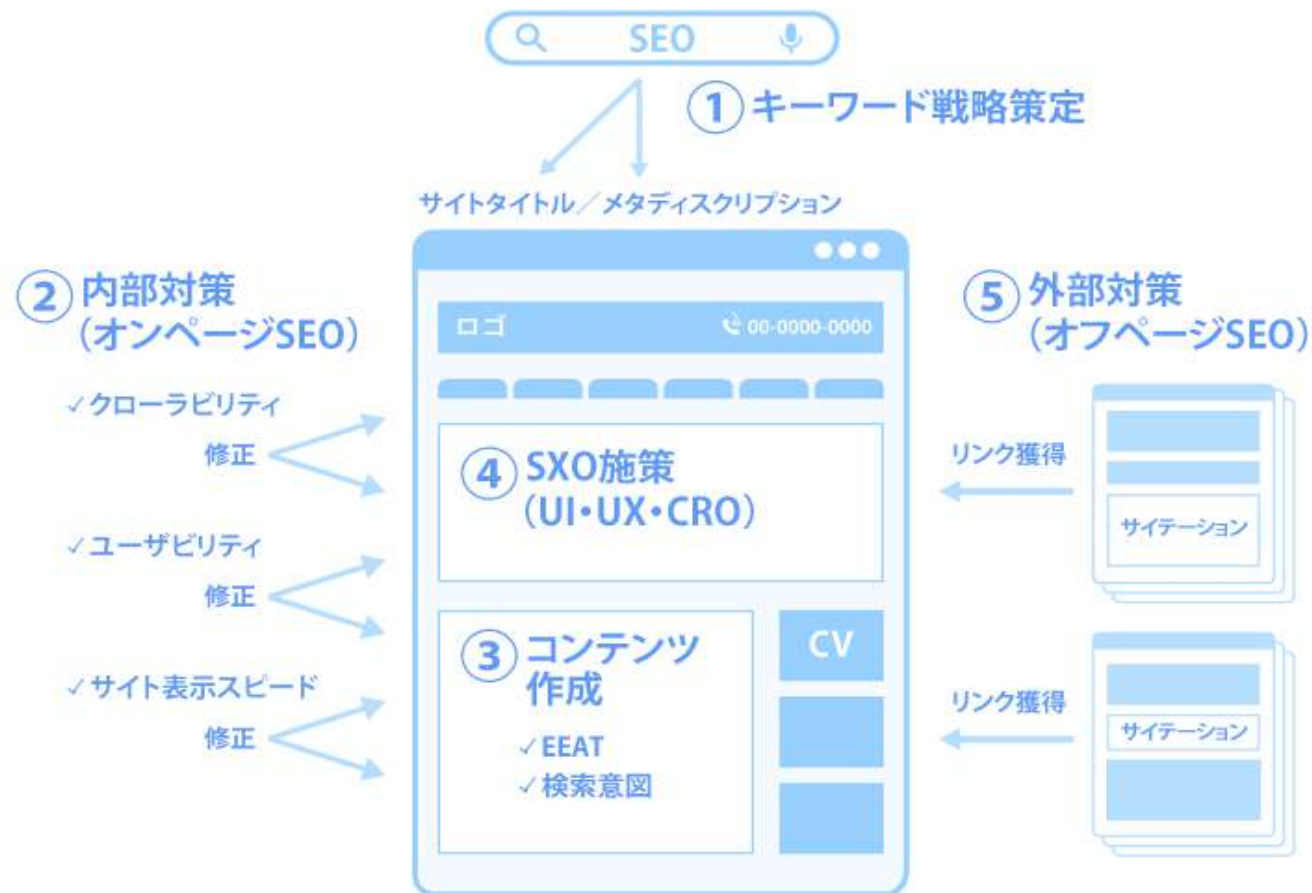 SEO
① キーワード戦略策定
サイトタイトル／メタディスクリプション
② 内部対策
（オンページSEO）
✓クローラビリティ
修正
✓ユーザビリティ
修正
✓サイト表示スピード
修正
ロゴ
00-0000-0000
④ SXO施策
（UI・UX・CRO）
③ コンテンツ
作成
✓EEAT
✓検索意図
CV
⑤ 外部対策
（オフページSEO）
リンク獲得
サイテーション
リンク獲得
サイテーション